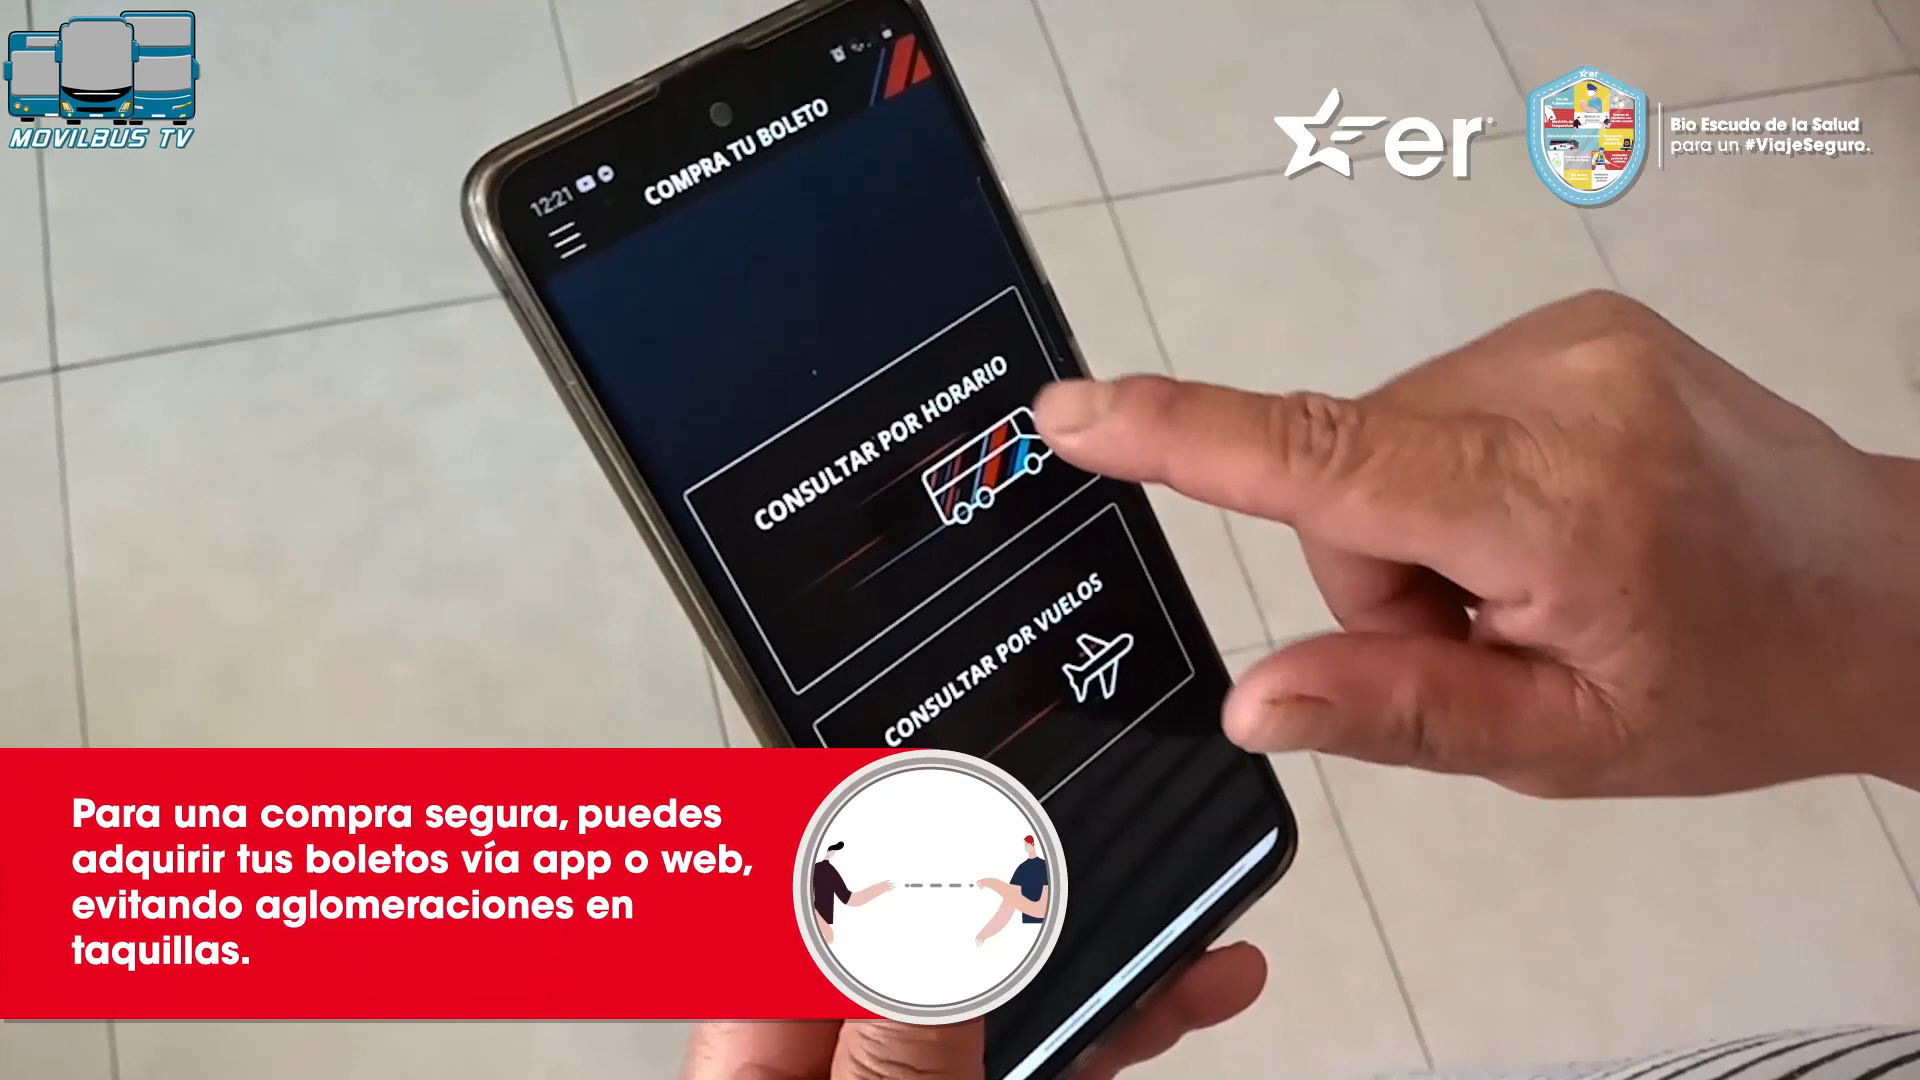 MOVILBUS TV
er
Bio Escudo de la Salud
para un #ViajeSeguro.
12:21
COMPRA TU BOLETO
CONSULTAR POR HORARIO
CONSULTAR POR VUELOS
Para una compra segura, puedes
adquirir tus boletos vía app o web,
evitando aglomeraciones en
taquillas.